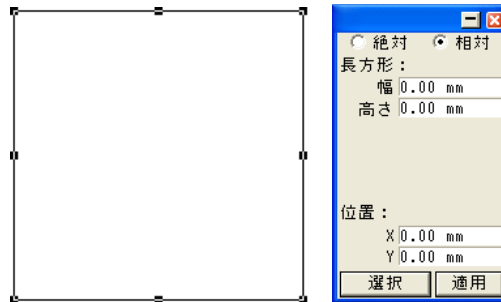 絶対 相対
長方形：
幅 0.00 mm
高さ 0.00 mm
位置：
X 0.00 mm
Y 0.00 mm
選択 適用